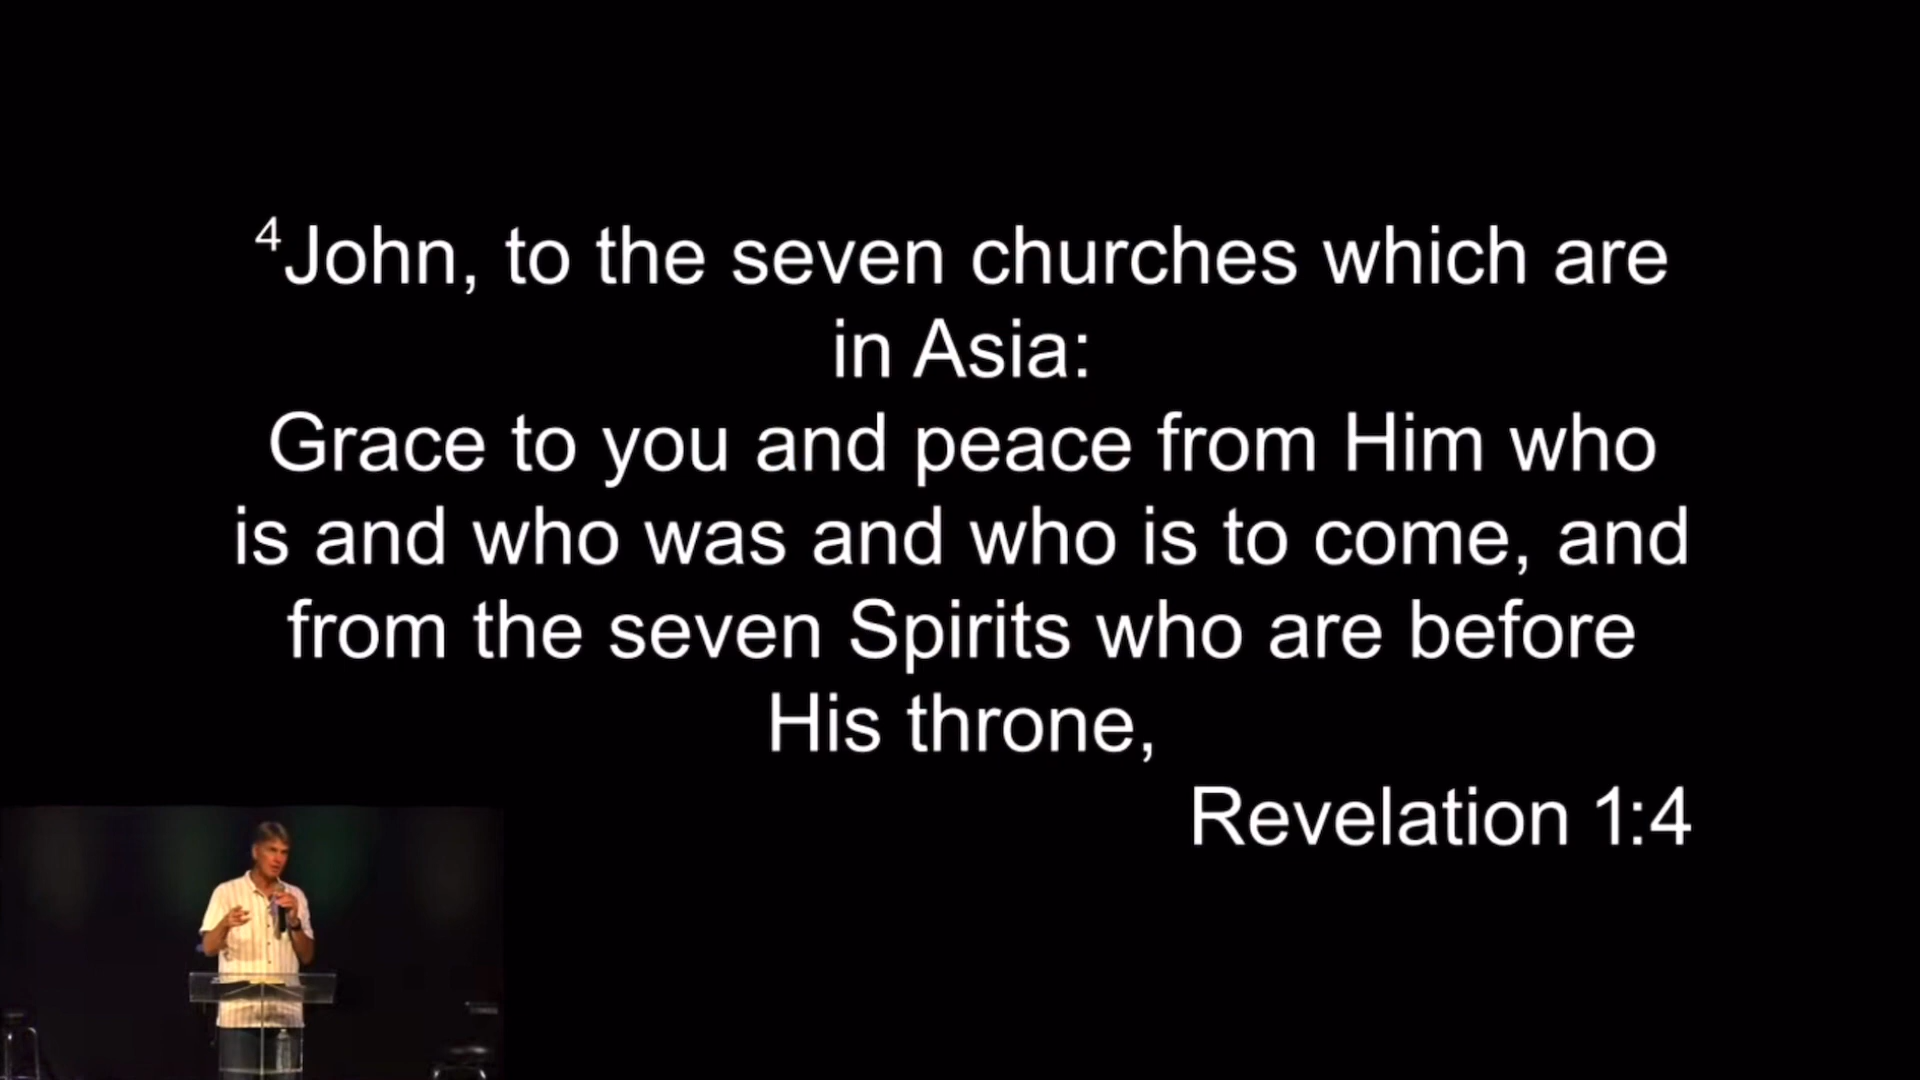 4John, to the seven churches which are
in Asia:
Grace to you and peace from Him who
is and who was and who is to come, and
from the seven Spirits who are before
His throne,
Revelation 1:4